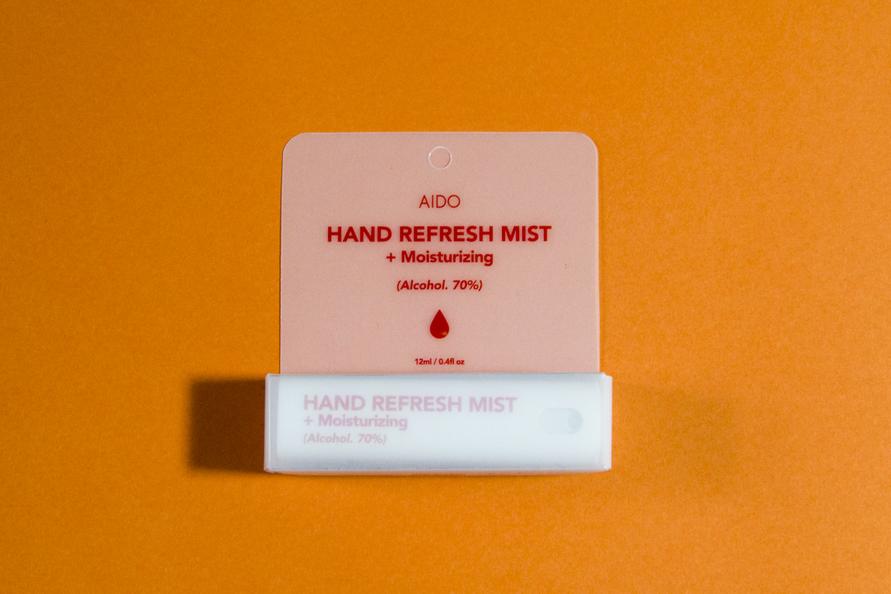 AIDO
HAND REFRESH MIST
+ Moisturizing
(Alcohol. 70%)
12ml / 0.4fl oz
HAND REFRESH MIST
+ Moisturizing
(Alcohol. 70%)